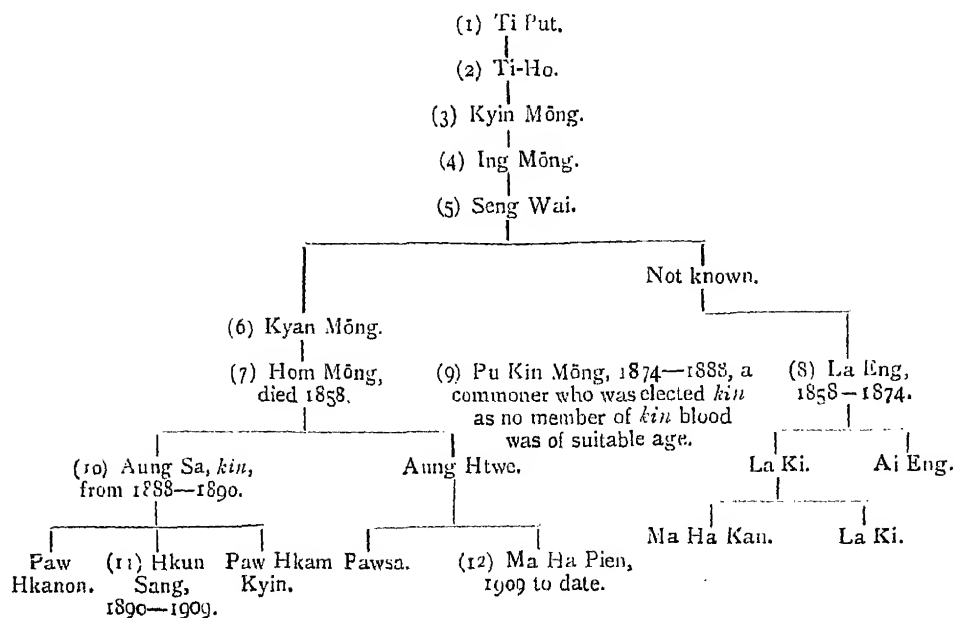 (1) Ti Put.
(2) Ti-Ho.
(3) Kyin Mōng.
(4) Ing Mōng.
(5) Seng Wai.
Not known.
(6) Kyan Mōng.
(7) Hom Mōng,
died 1858.
(9) Pu Kin Mōng, 1874—1888, a
commoner who was elected kin
as no member of kin blood
was of suitable age.
(8) La Eng,
1858—1874.
(10) Aung Sa, kin,
from 1888—1890.
Aung Htwe.
La Ki.
Ai Eng.
Paw
Hkanon.
(11) Hkun
Sang,
1890—1909.
Paw Hkam
Kyin.
Pawsa.
(12) Ma Ha Pien,
1909 to date.
Ma Ha Kan.
La Ki.